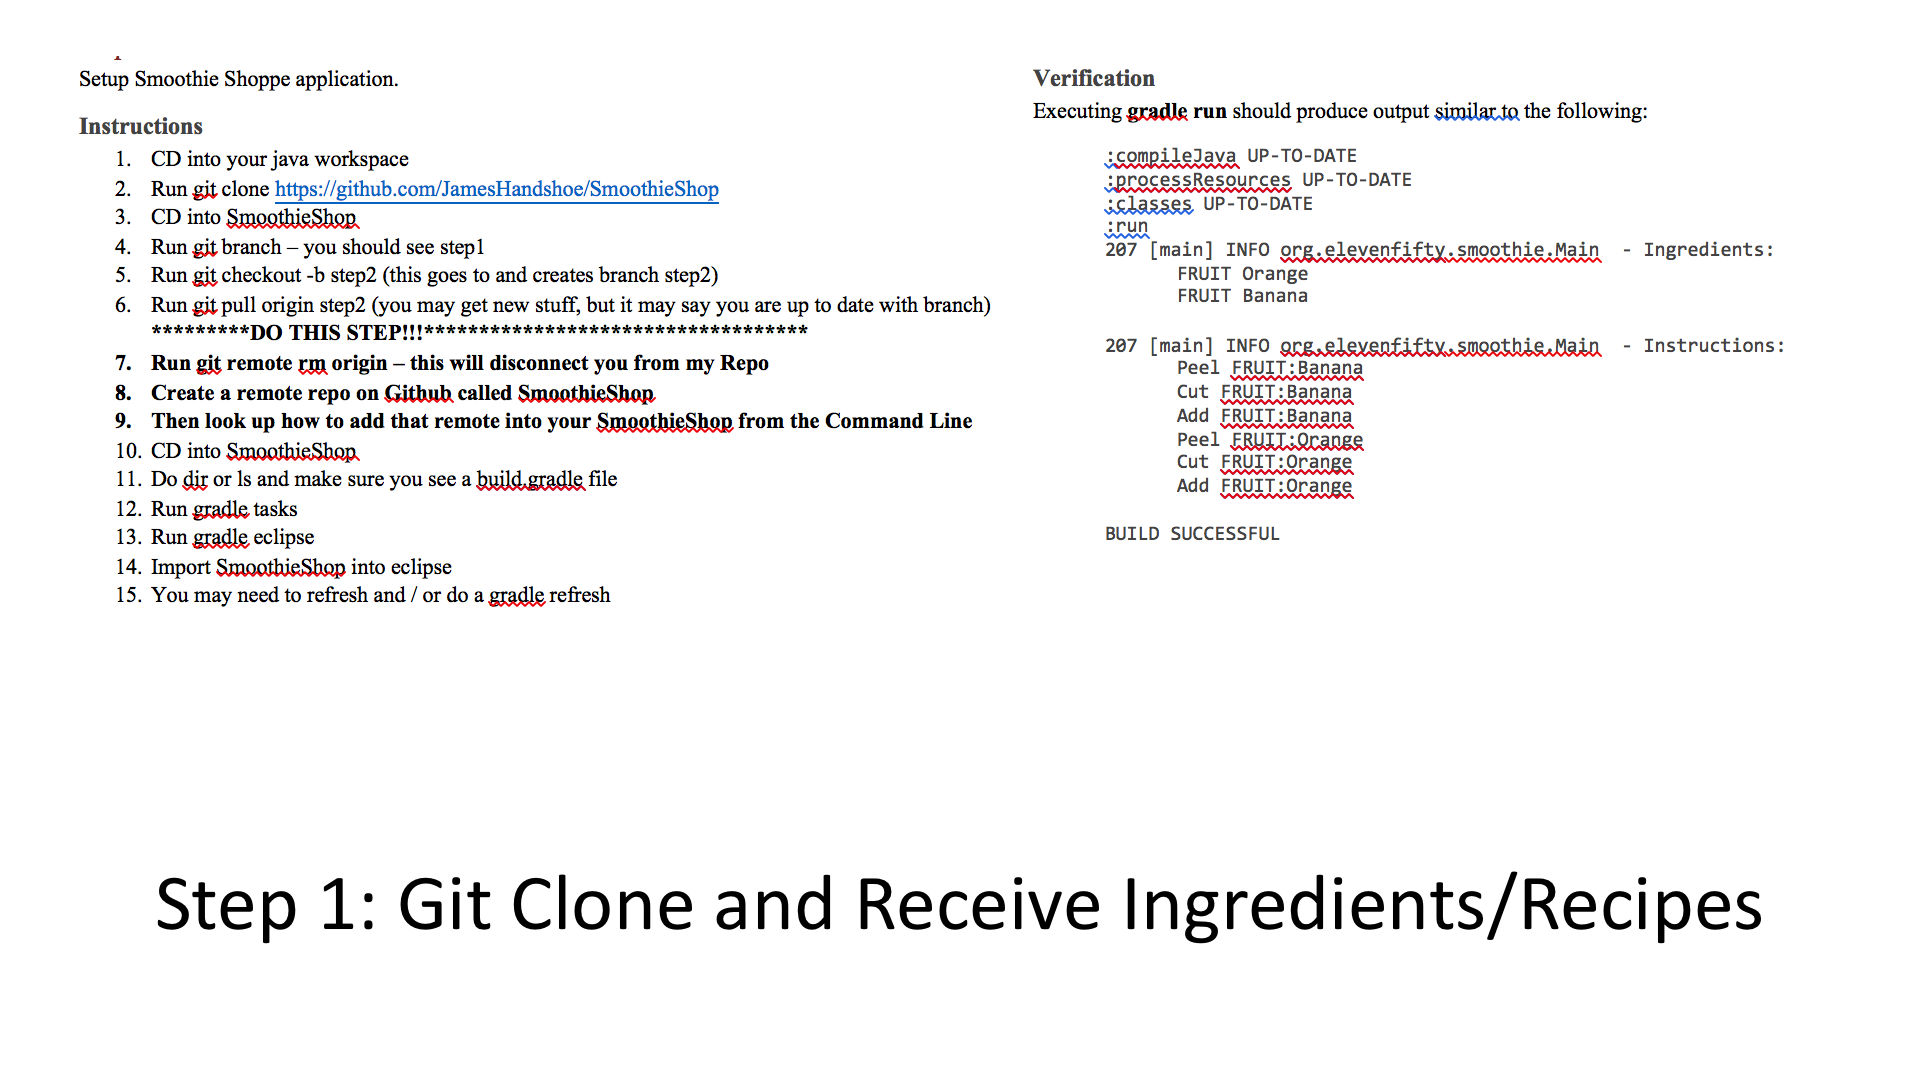 Setup Smoothie Shoppe application.
Instructions
1. CD into your java workspace
2. Run git clone https://github.com/JamesHandshoe/SmoothieShop
3. CD into SmoothieShop
4. Run git branch – you should see step1
5. Run git checkout -b step2 (this goes to and creates branch step2)
6. Run git pull origin step2 (you may get new stuff, but it may say you are up to date with branch)
*********DO THIS STEP!!!***********************************
7. Run git remote rm origin – this will disconnect you from my Repo
8. Create a remote repo on Github called SmoothieShop
9. Then look up how to add that remote into your SmoothieShop from the Command Line
10. CD into SmoothieShop
11. Do dir or ls and make sure you see a build.gradle file
12. Run gradle tasks
13. Run gradle eclipse
14. Import SmoothieShop into eclipse
15. You may need to refresh and / or do a gradle refresh
Verification
Executing gradle run should produce output similar to the following:
:compileJava UP-TO-DATE
:processResources UP-TO-DATE
:classes UP-TO-DATE
:run
207 [main] INFO org.elevenfifty.smoothie.Main - Ingredients:
FRUIT Orange
FRUIT Banana
207 [main] INFO org.elevenfifty.smoothie.Main - Instructions:
Peel FRUIT:Banana
Cut FRUIT:Banana
Add FRUIT:Banana
Peel FRUIT:Orange
Cut FRUIT:Orange
Add FRUIT:Orange
BUILD SUCCESSFUL
Step 1: Git Clone and Receive Ingredients/Recipes